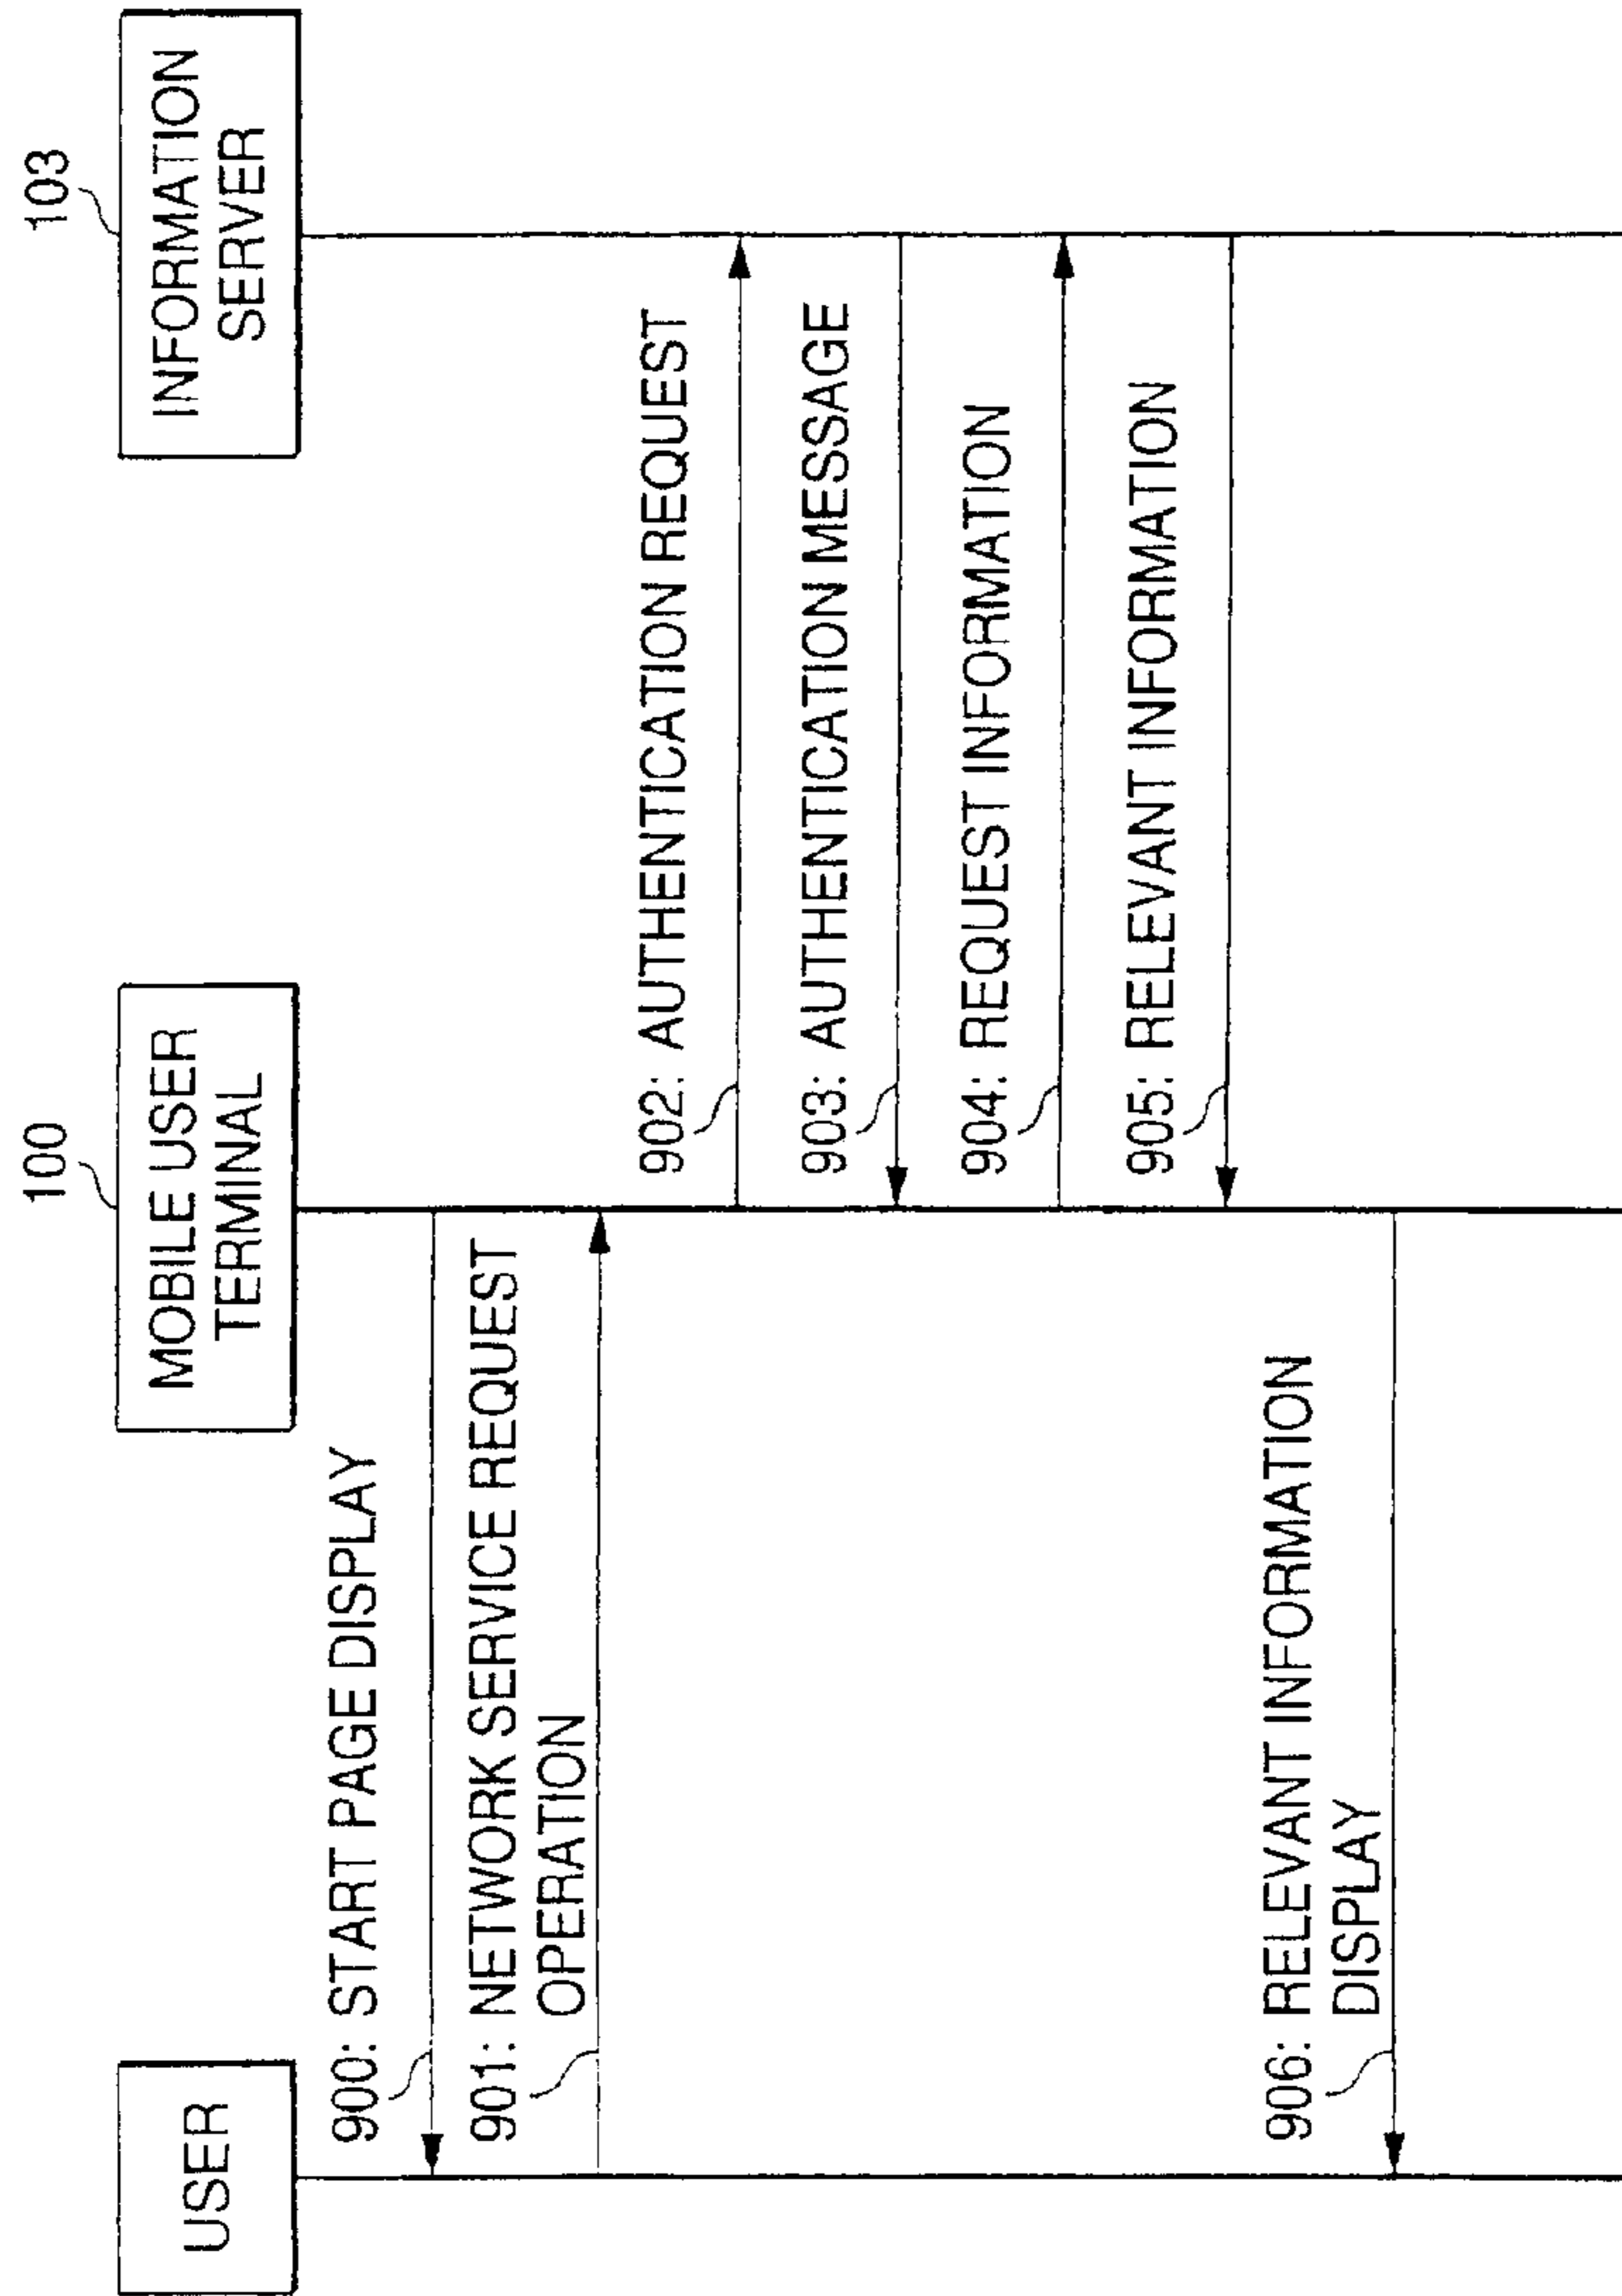 USER
100
MOBILE USER
TERMINAL
103
INFORMATION
SERVER
900: START PAGE DISPLAY
901: NETWORK SERVICE REQUEST
OPERATION
902: AUTHENTICATION REQUEST
903: AUTHENTICATION MESSAGE
904: REQUEST INFORMATION
905: RELEVANT INFORMATION
906: RELEVANT INFORMATION
DISPLAY